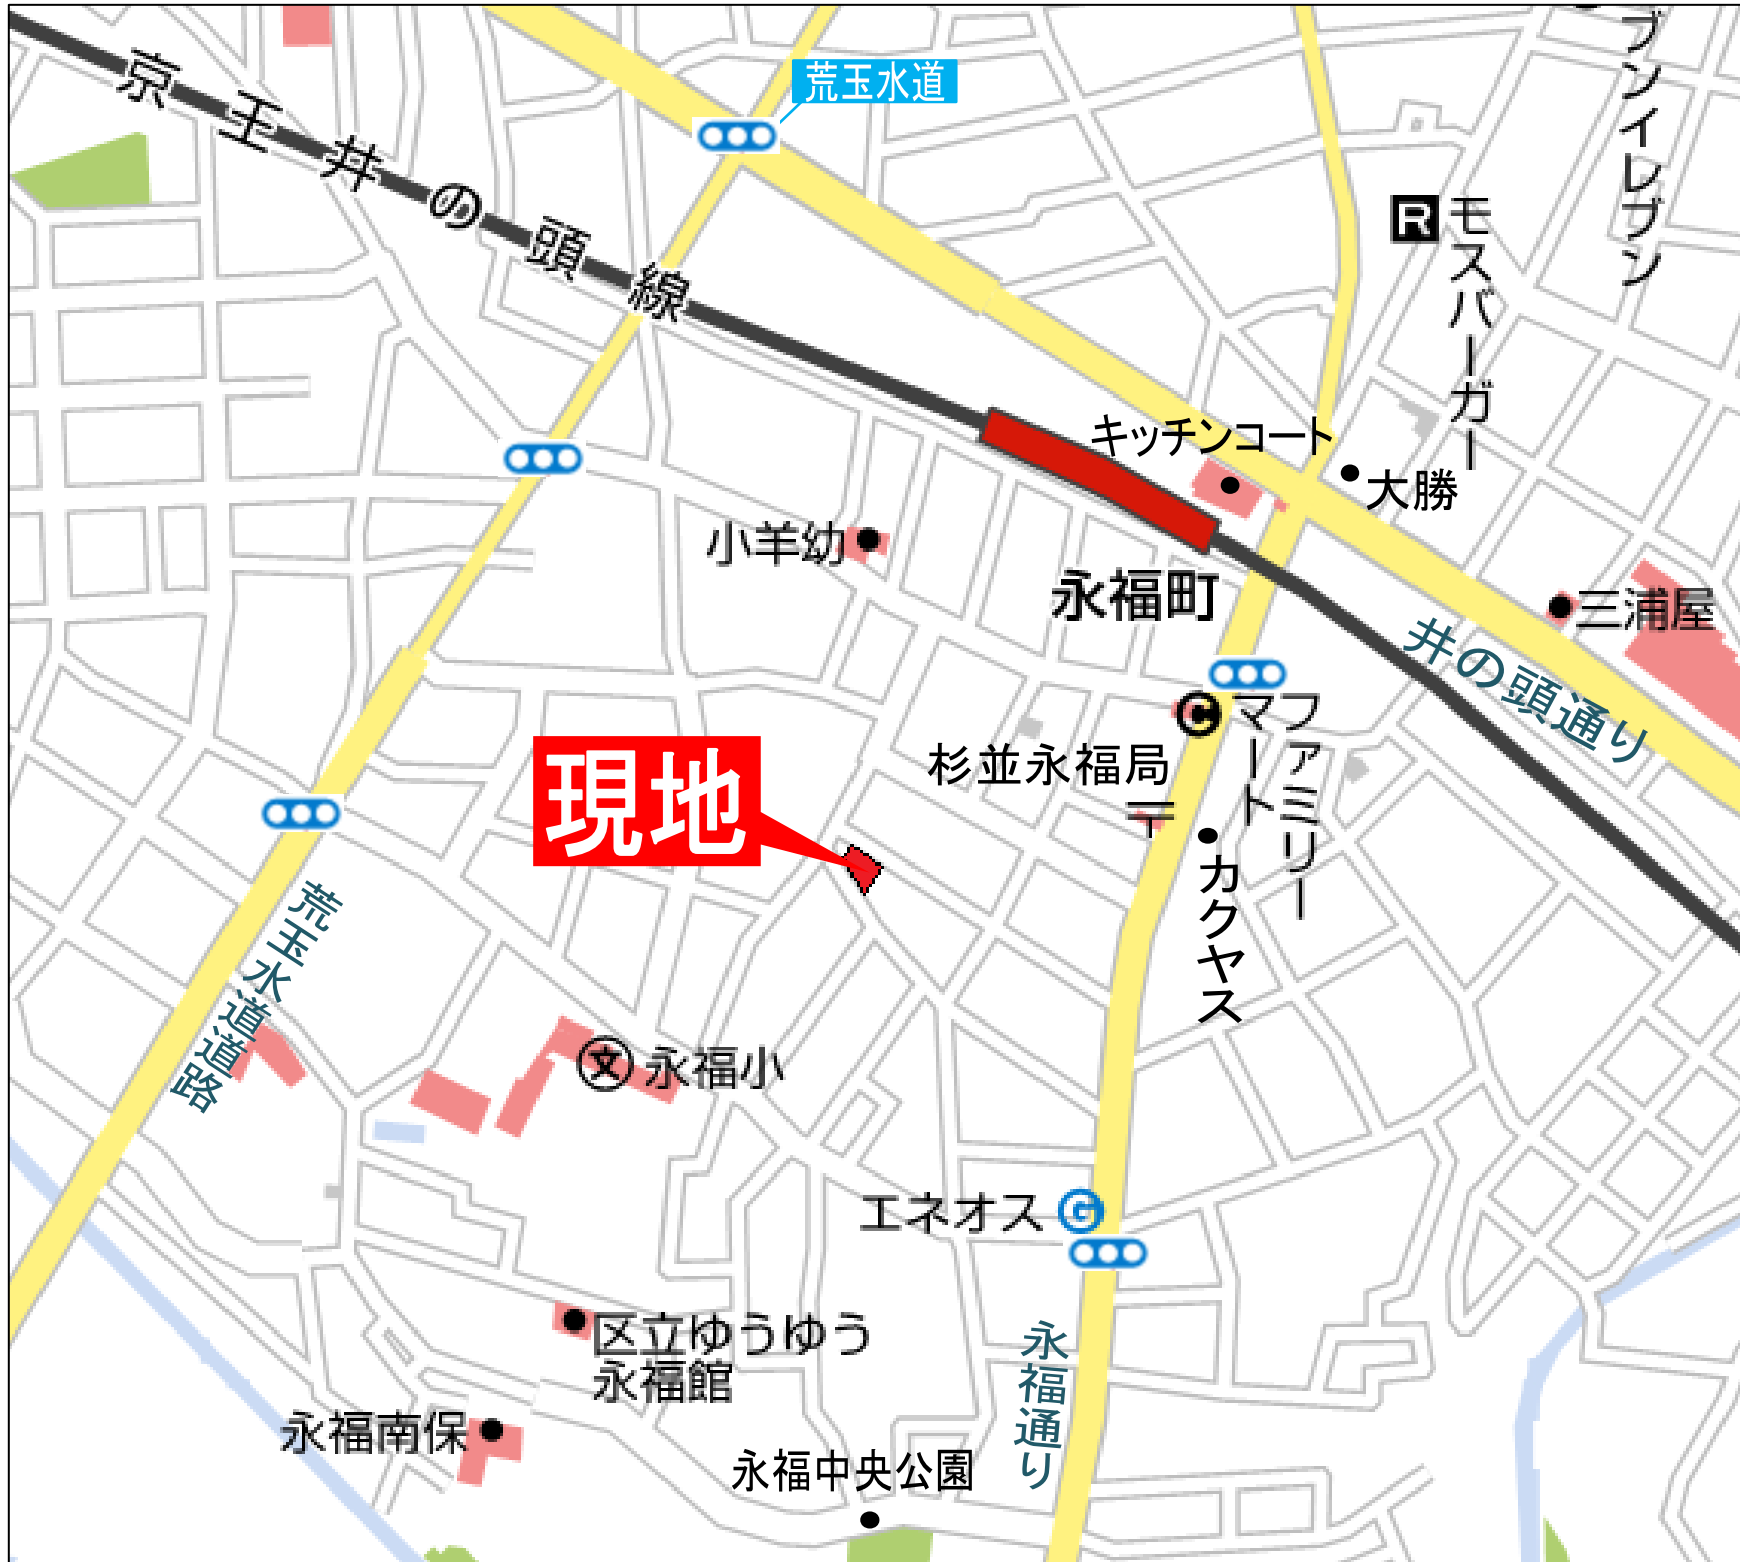 荒玉水道
京王井の頭線
ブンイレブン
R
モスバーガー
キッチンコート
大勝
小羊幼
永福町
三浦屋
井の頭通り
C
ファミリー
マート
杉並永福局
〒
カクヤス
現地
荒玉水道道路
文
永福小
エネオス
G
区立ゆうゆう
永福館
永福通り
永福南保
永福中央公園